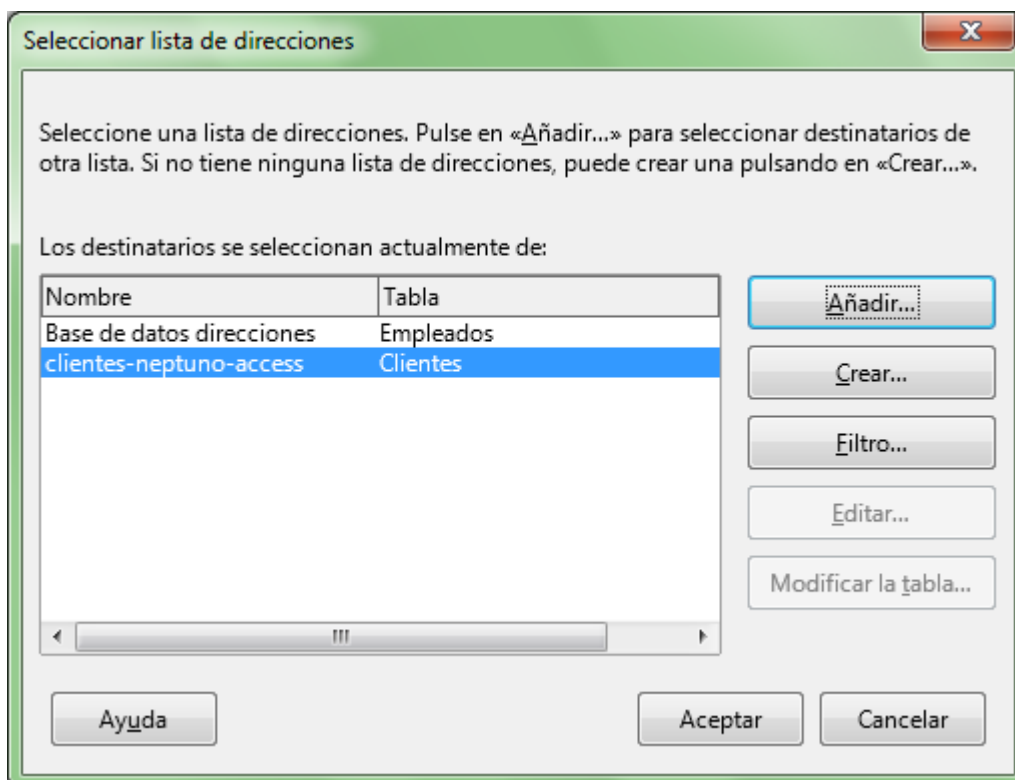 Seleccionar lista de direcciones
Seleccione una lista de direcciones. Pulse en «Añadir...» para seleccionar destinatarios de
otra lista. Si no tiene ninguna lista de direcciones, puede crear una pulsando en «Crear...».
Los destinatarios se seleccionan actualmente de:
Nombre Tabla
Base de datos direcciones Empleados
clientes-neptuno-access Clientes
Añadir...
Crear...
Filtro...
Editar...
Modificar la tabla...
Ayuda Aceptar Cancelar